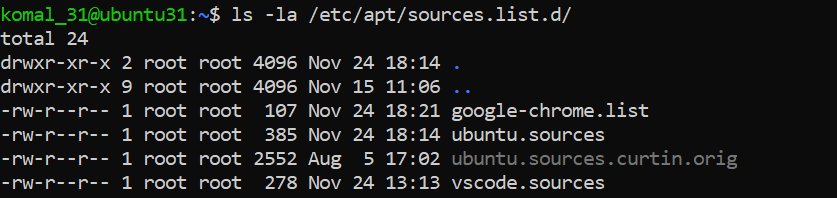 komal_31@ubuntu31:~$ ls -la /etc/apt/sources.list.d/
total 24
drwxr-xr-x 2 root root 4096 Nov 24 18:14 .
drwxr-xr-x 9 root root 4096 Nov 15 11:06 ..
-rw-r--r-- 1 root root  107 Nov 24 18:21 google-chrome.list
-rw-r--r-- 1 root root  385 Nov 24 18:14 ubuntu.sources
-rw-r--r-- 1 root root 2552 Aug  5 17:02 ubuntu.sources.curtin.orig
-rw-r--r-- 1 root root  278 Nov 24 13:13 vscode.sources